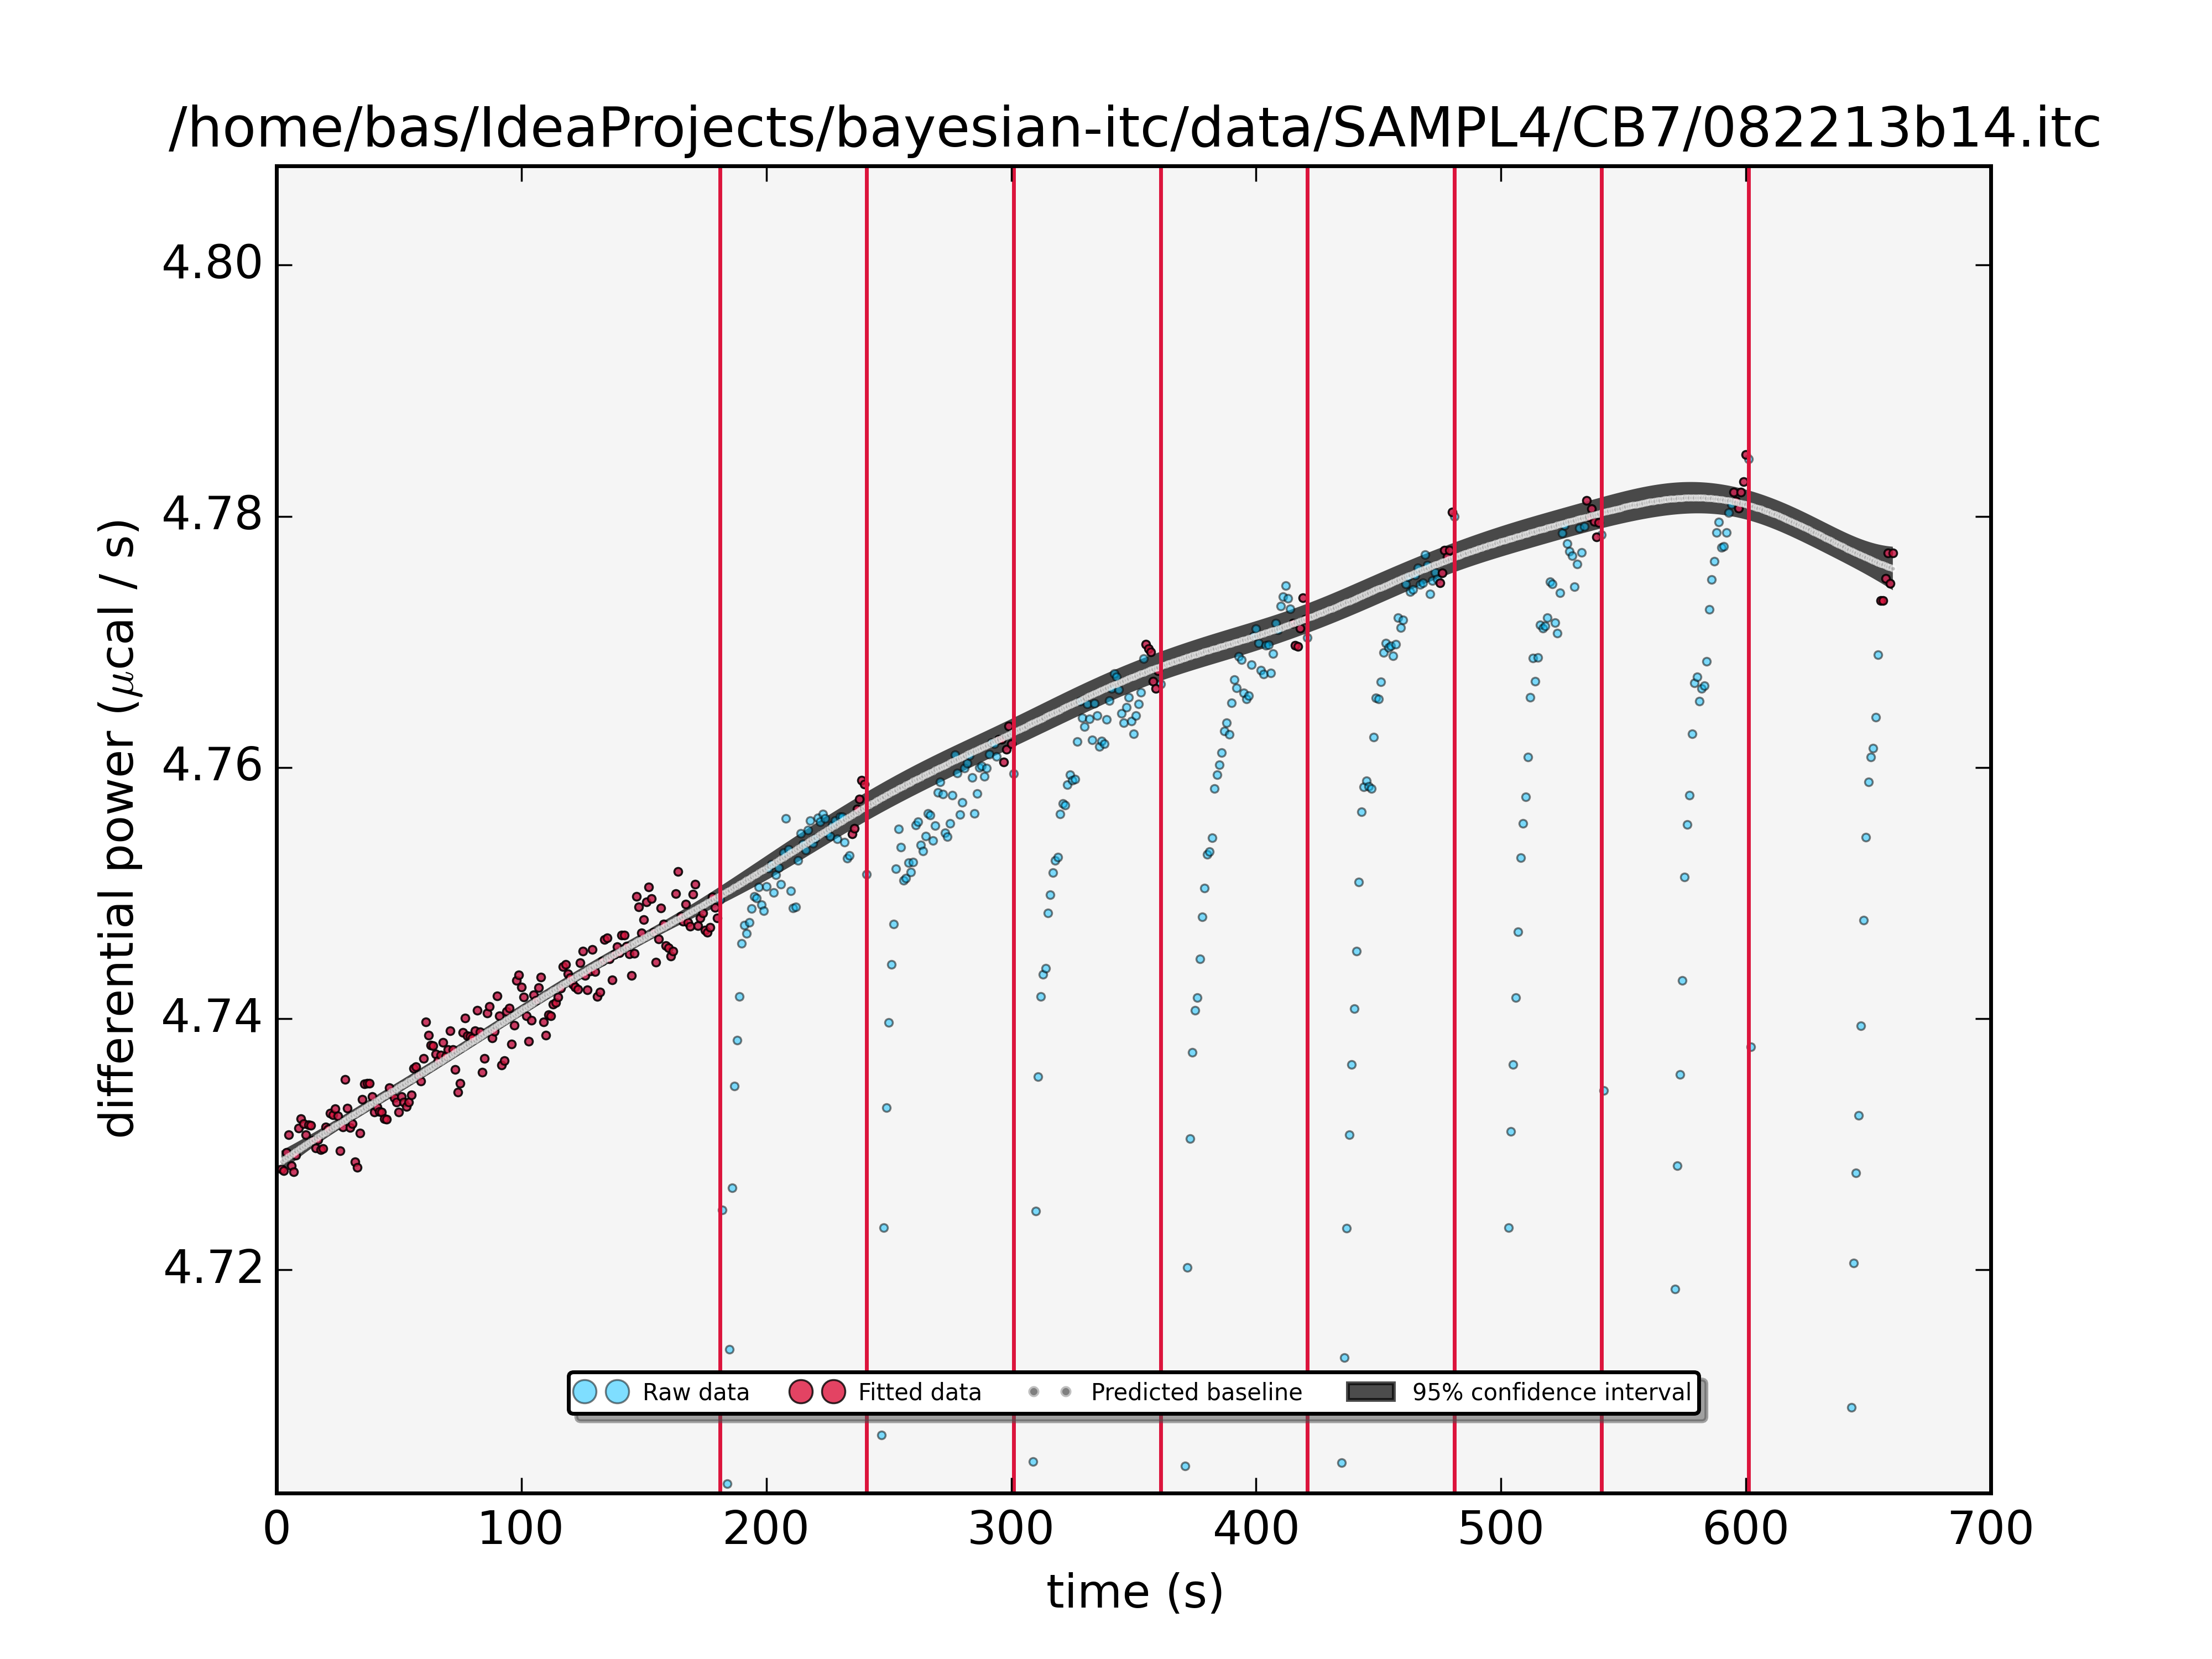 /home/bas/IdeaProjects/bayesian-itc/data/SAMPL4/CB7/082213b14.itc
differential power (μcal / s)
4.80
4.78
4.76
4.74
4.72
Raw data Fitted data Predicted baseline 95% confidence interval
0 100 200 300 400 500 600 700
time (s)